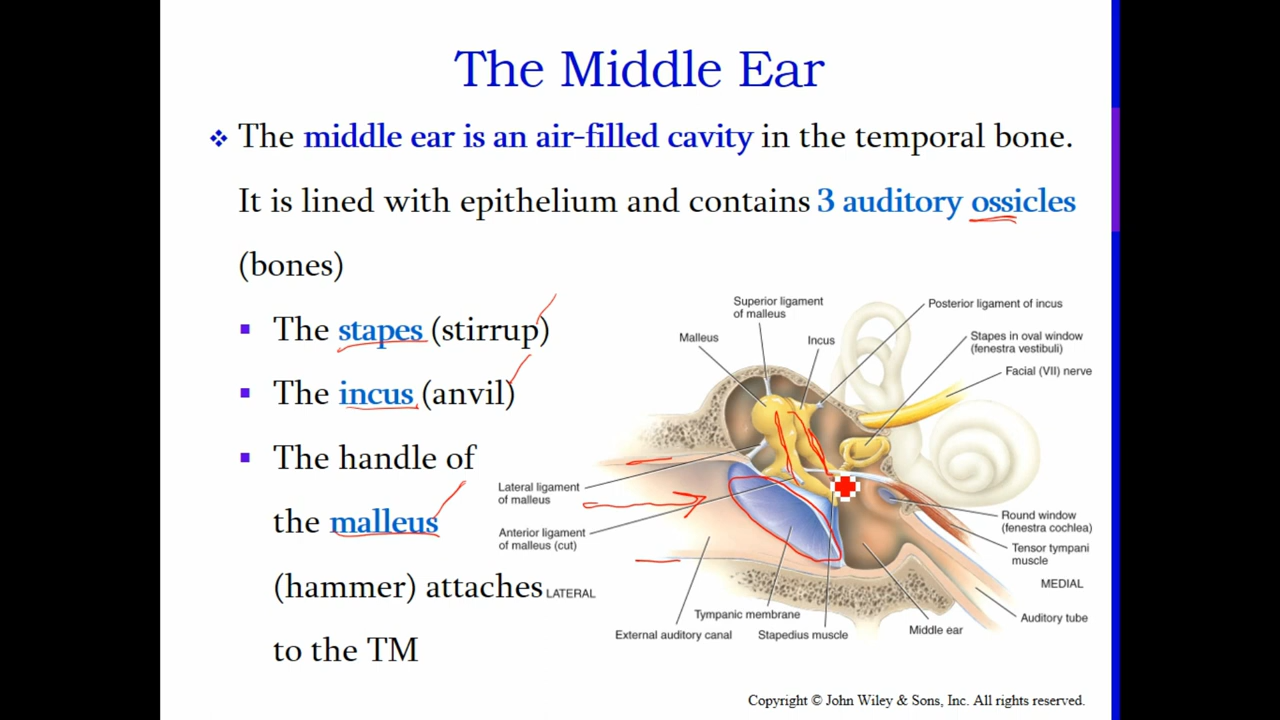 The Middle Ear
❖ The middle ear is an air-filled cavity in the temporal bone.
It is lined with epithelium and contains 3 auditory ossicles
(bones)
▪ The stapes (stirrup)
▪ The incus (anvil)
▪ The handle of
the malleus
(hammer) attaches
to the TM
Superior ligament
of malleus
Malleus
Incus
Posterior ligament of incus
Stapes in oval window
(fenestra vestibuli)
Facial (VII) nerve
Lateral ligament
of malleus
Anterior ligament
of malleus (cut)
LATERAL
Round window
(fenestra cochlea)
Tensor tympani
muscle
MEDIAL
Auditory tube
Tympanic membrane
External auditory canal
Stapedius muscle
Middle ear
Copyright © John Wiley & Sons, Inc. All rights reserved.